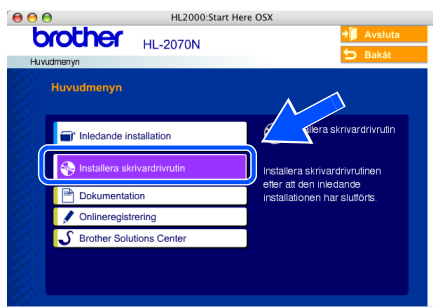 HL2000:Start Here OSX
brother
HL-2070N
Avsluta
Bakåt
Huvudmenyn
Huvudmenyn
Inledande installation
Installera skrivardrivrutin
Dokumentation
Onlineregistrering
Brother Solutions Center
skrivardrivrutin
Installera skrivardrivrutinen
efter att den inledande
installationen har slutförts.